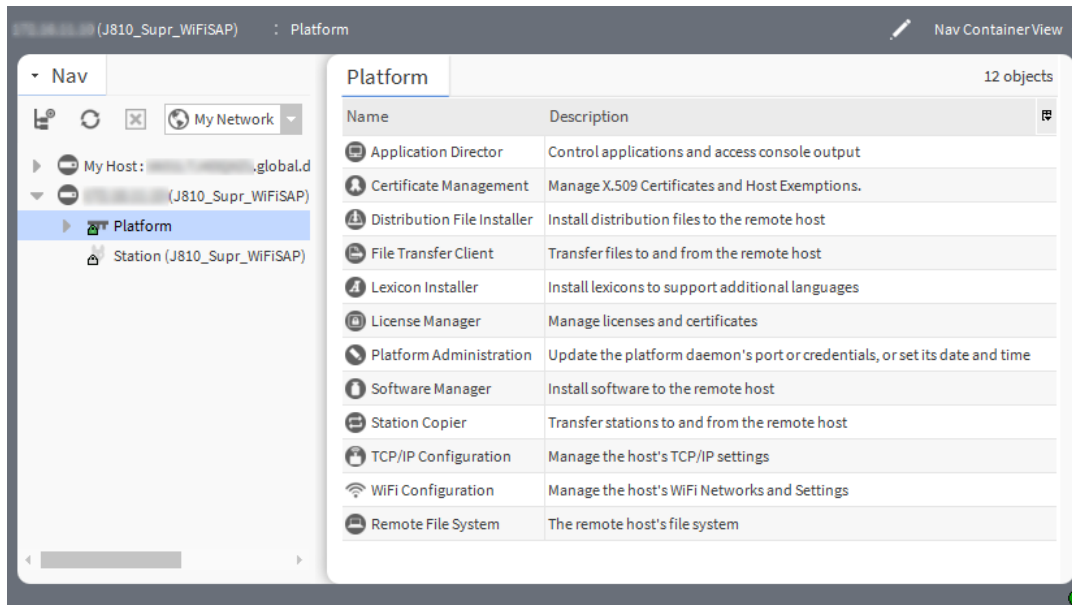 (J810_Supr_WiFiSAP) : Platform Nav Container View
Nav
My Network
My Host : .global.d
(J810_Supr_WiFiSAP)
Platform
Station (J810_Supr_WiFiSAP)
Platform 12 objects
Name Description
Application Director Control applications and access console output
Certificate Management Manage X.509 Certificates and Host Exemptions.
Distribution File Installer Install distribution files to the remote host
File Transfer Client Transfer files to and from the remote host
Lexicon Installer Install lexicons to support additional languages
License Manager Manage licenses and certificates
Platform Administration Update the platform daemon's port or credentials, or set its date and time
Software Manager Install software to the remote host
Station Copier Transfer stations to and from the remote host
TCP/IP Configuration Manage the host's TCP/IP settings
WiFi Configuration Manage the host's WiFi Networks and Settings
Remote File System The remote host's file system